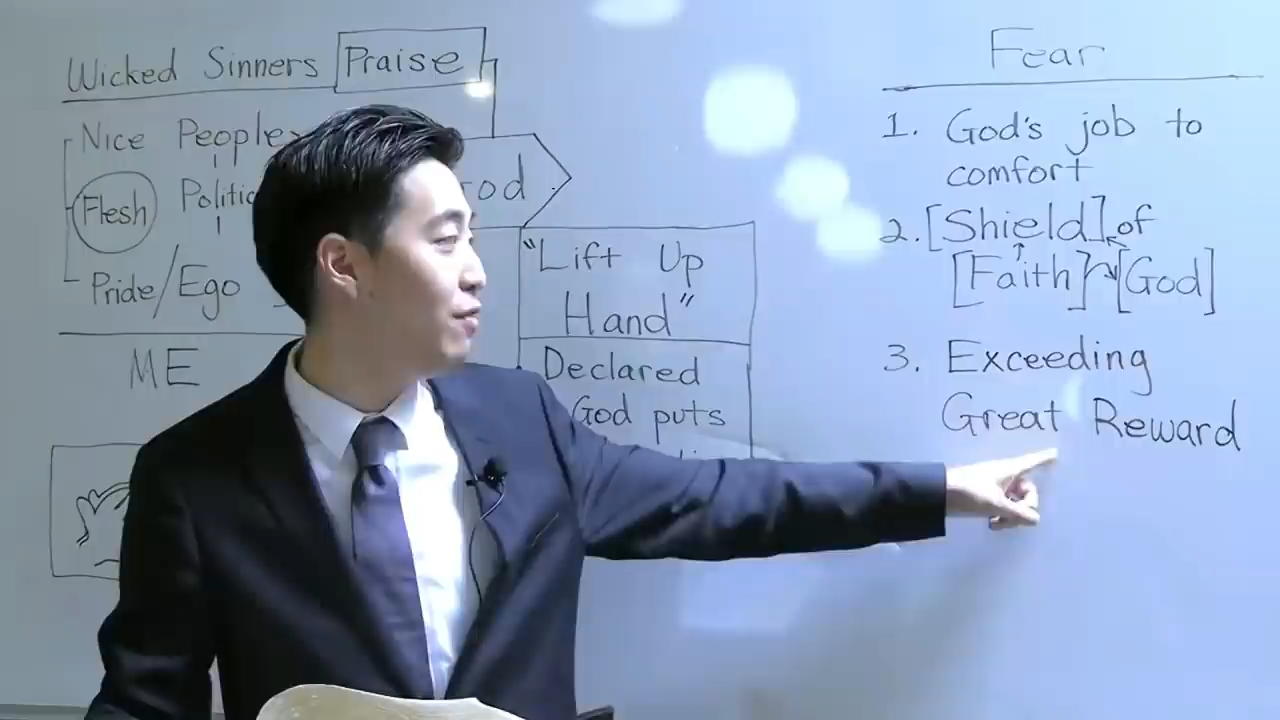 Wicked Sinners Praise
Nice People
Flesh
Pride/Ego
ME
"Lift Up
Hand"
Declared
God puts
Fear
1. God's job to
comfort
2. [Shield] of
[Faith] [God]
3. Exceeding
Great Reward